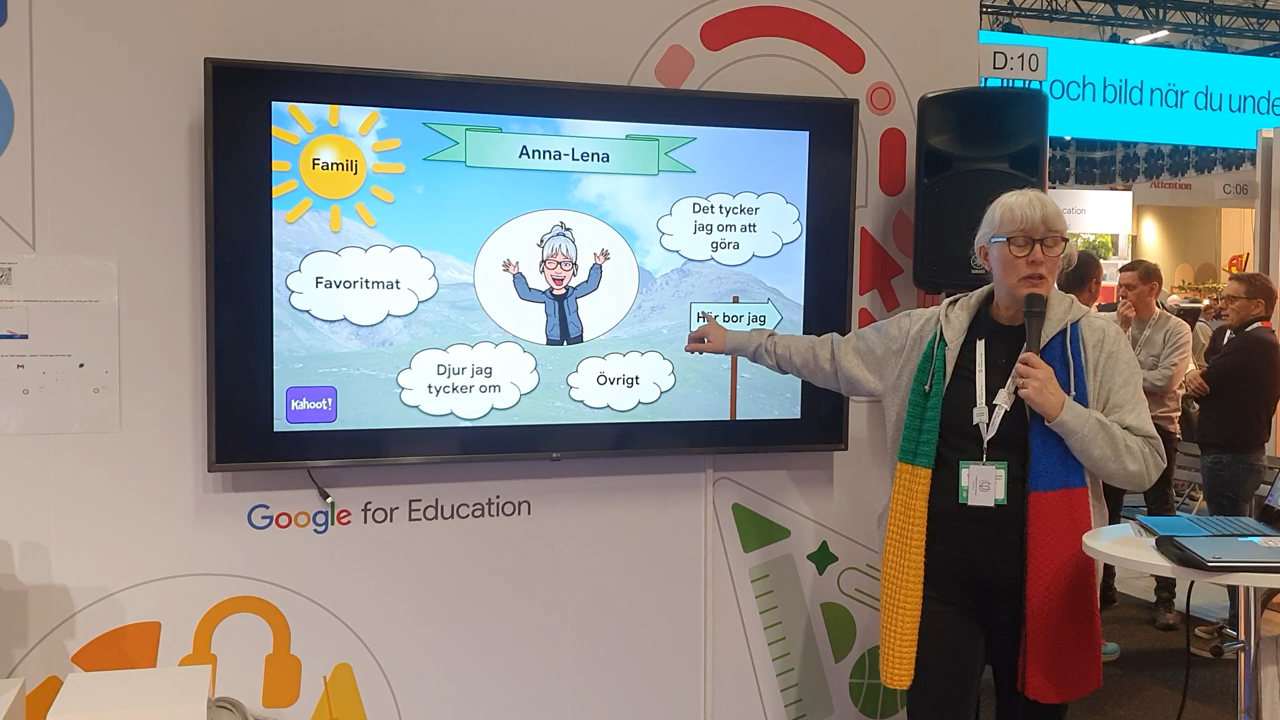 Familj
Anna-Lena
Det tycker
jag om att
göra
Favoritmat
Här bor jag
Djur jag
tycker om
Övrigt
Kahoot!
Google for Education
D:10
och bild när du unde
Attention
C:06